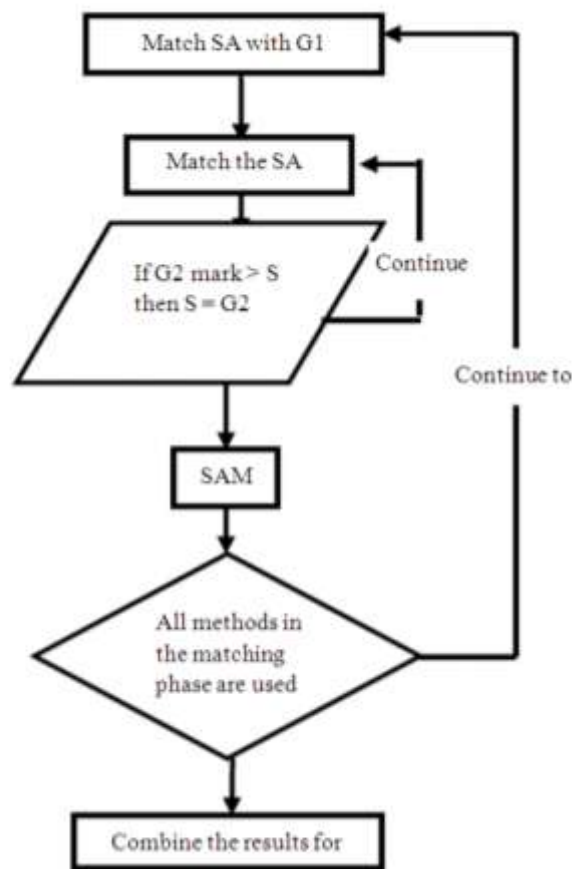 Match SA with G1
Match the SA
If G2 mark > S
then S = G2
Continue
Continue to
SAM
All methods in
the matching
phase are used
Combine the results for